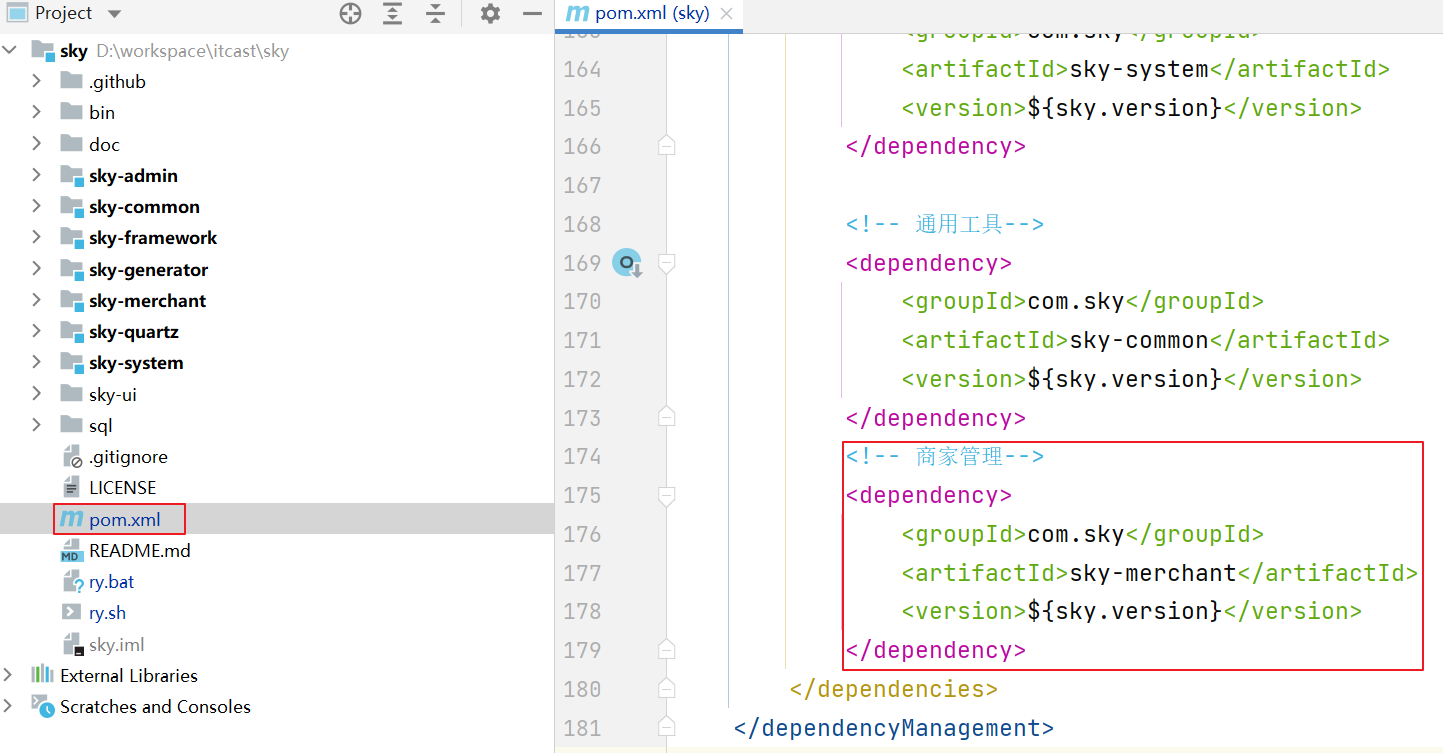 Project
sky D:\workspace\itcast\sky
.github
bin
doc
sky-admin
sky-common
sky-framework
sky-generator
sky-merchant
sky-quartz
sky-system
sky-ui
sql
.gitignore
LICENSE
pom.xml
README.md
ry.bat
ry.sh
sky.iml
External Libraries
Scratches and Consoles
pom.xml (sky)
163 <groupId>com.sky</groupId>
164 <artifactId>sky-system</artifactId>
165 <version>${sky.version}</version>
166 </dependency>
167
168 <!-- 通用工具-->
169 <dependency>
170 <groupId>com.sky</groupId>
171 <artifactId>sky-common</artifactId>
172 <version>${sky.version}</version>
173 </dependency>
174 <!-- 商家管理-->
175 <dependency>
176 <groupId>com.sky</groupId>
177 <artifactId>sky-merchant</artifactId>
178 <version>${sky.version}</version>
179 </dependency>
180 </dependencies>
181 </dependencyManagement>